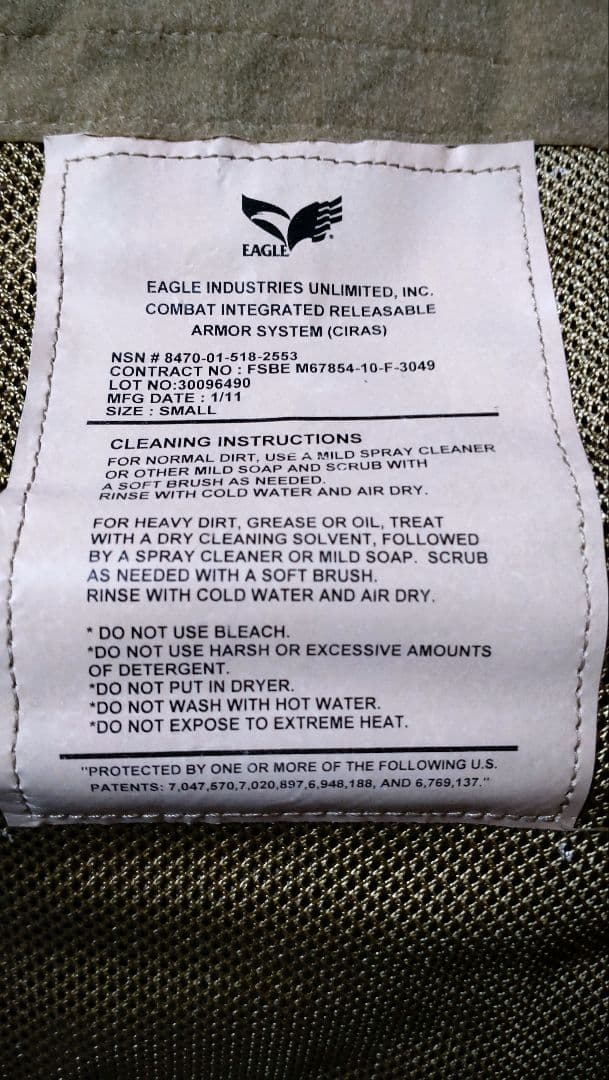 EAGLE®
EAGLE INDUSTRIES UNLIMITED, INC.
COMBAT INTEGRATED RELEASABLE
ARMOR SYSTEM (CIRAS)
NSN # 8470-01-518-2553
CONTRACT NO : FSBE M67854-10-F-3049
LOT NO:30096490
MFG DATE : 1/11
SIZE : SMALL
CLEANING INSTRUCTIONS
FOR NORMAL DIRT, USE A MILD SPRAY CLEANER
OR OTHER MILD SOAP AND SCRUB WITH
A SOFT BRUSH AS NEEDED.
RINSE WITH COLD WATER AND AIR DRY.
FOR HEAVY DIRT, GREASE OR OIL, TREAT
WITH A DRY CLEANING SOLVENT, FOLLOWED
BY A SPRAY CLEANER OR MILD SOAP. SCRUB
AS NEEDED WITH A SOFT BRUSH.
RINSE WITH COLD WATER AND AIR DRY.
* DO NOT USE BLEACH.
*DO NOT USE HARSH OR EXCESSIVE AMOUNTS
OF DETERGENT.
*DO NOT PUT IN DRYER.
*DO NOT WASH WITH HOT WATER.
*DO NOT EXPOSE TO EXTREME HEAT.
"PROTECTED BY ONE OR MORE OF THE FOLLOWING U.S.
PATENTS: 7,047,570,7,020,897,6,948,188, AND 6,769,137."